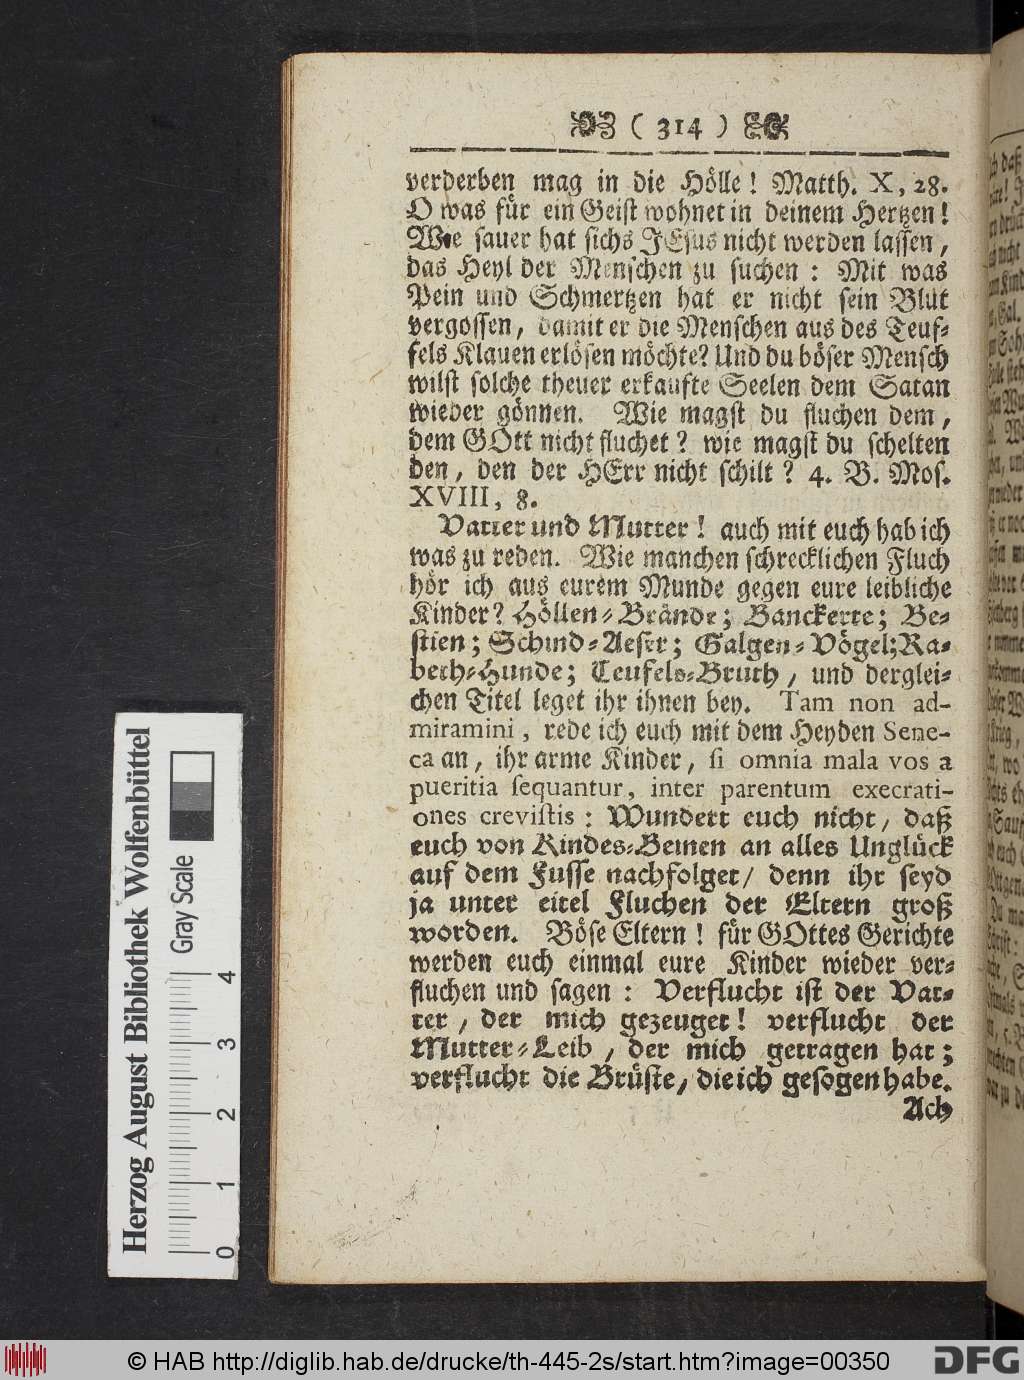 ( 314 )
verderben mag in die Hölle! Matth. X, 28.
O was für ein Geist wohnet in deinem Hertzen!
Wie sauer hat sichs JEsus nicht werden lassen,
das Heyl der Menschen zu suchen: Mit was
Pein und Schmertzen hat er nicht sein Blut
vergossen, damit er die Menschen aus des Teuf-
fels Klauen erlösen möchte? Und du böser Mensch
wilst solche theuer erkaufte Seelen dem Satan
wieder gönnen. Wie magst du fluchen dem,
dem GOtt nicht fluchet? wie magst du schelten
den, den der HErr nicht schilt? 4. B. Mos.
XVIII, 8.
Vatter und Mutter! auch mit euch hab ich
was zu reden. Wie manchen schrecklichen Fluch
hör ich aus eurem Munde gegen eure leibliche
Kinder? Höllen-Brände; Banckerte; Be-
stien; Schind-Aeser; Galgen-Vögel; Ra-
beth-Hunde; Teufels-Bruth, und derglei-
chen Titel leget ihr ihnen bey. Tam non ad-
miramini, rede ich euch mit dem Heyden Sene-
ca an, ihr arme Kinder, si omnia mala vos a
pueritia sequantur, inter parentum execrati-
ones crevistis: Wundert euch nicht, daß
euch von Kindes-Beinen an alles Unglück
auf dem Fusse nachfolget/ denn ihr seyd
ja unter eitel Fluchen der Eltern groß
worden. Böse Eltern! für GOttes Gerichte
werden euch einmal eure Kinder wieder ver-
fluchen und sagen: Verflucht ist der Vat-
ter, der mich gezeuget! verflucht der
Mutter-Leib, der mich getragen hat;
verflucht die Brüste, die ich gesogen habe.
Ach
Herzog August Bibliothek Wolfenbüttel
Gray Scale
0 1 2 3 4
© HAB http://diglib.hab.de/drucke/th-445-2s/start.htm?image=00350
DFG